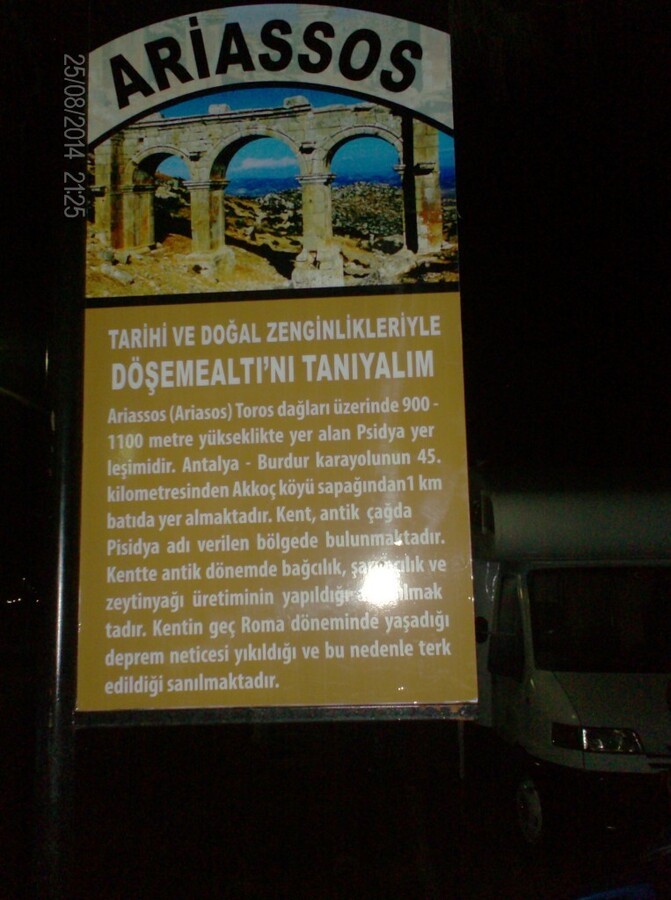 ARİASSOS
25/08/2014 21:25
TARİHİ VE DOĞAL ZENGİNLİKLERİYLE
DÖŞEMEALTI'NI TANIYALIM
Ariassos (Ariasos) Toros dağları üzerinde 900 -
1100 metre yükseklikte yer alan Psidya yer
leşimidir. Antalya - Burdur karayolunun 45.
kilometresinden Akkoç köyü sapağından1 km
batıda yer almaktadır. Kent, antik çağda
Pisidya adı verilen bölgede bulunmaktadır.
Kentte antik dönemde bağcılık, şarapçılık ve
zeytinyağı üretiminin yapıldığı
tadır. Kentin geç Roma döneminde yaşadığı
deprem neticesi yıkıldığı ve bu nedenle terk
edildiği sanılmaktadır.